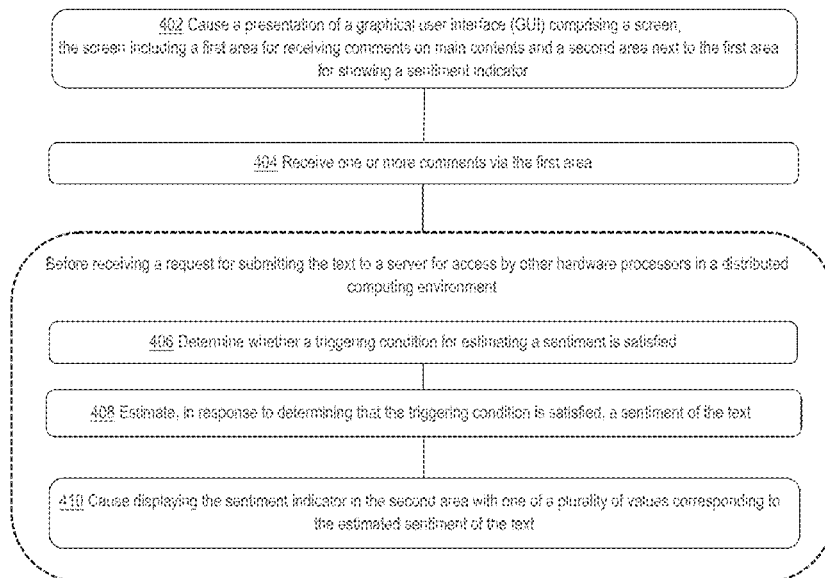 402 Cause a presentation of a graphical user interface (GUI) comprising a screen,
the screen including a first area for receiving comments on main contents and a second area next to the first area
for showing a sentiment indicator
404 Receive one or more comments via the first area
Before receiving a request for submitting the text to a server for access by other hardware processors in a distributed
computing environment
406 Determine whether a triggering condition for estimating a sentiment is satisfied
408 Estimate, in response to determining that the triggering condition is satisfied, a sentiment of the text
410 Cause displaying the sentiment indicator in the second area with one of a plurality of values corresponding to
the estimated sentiment of the text